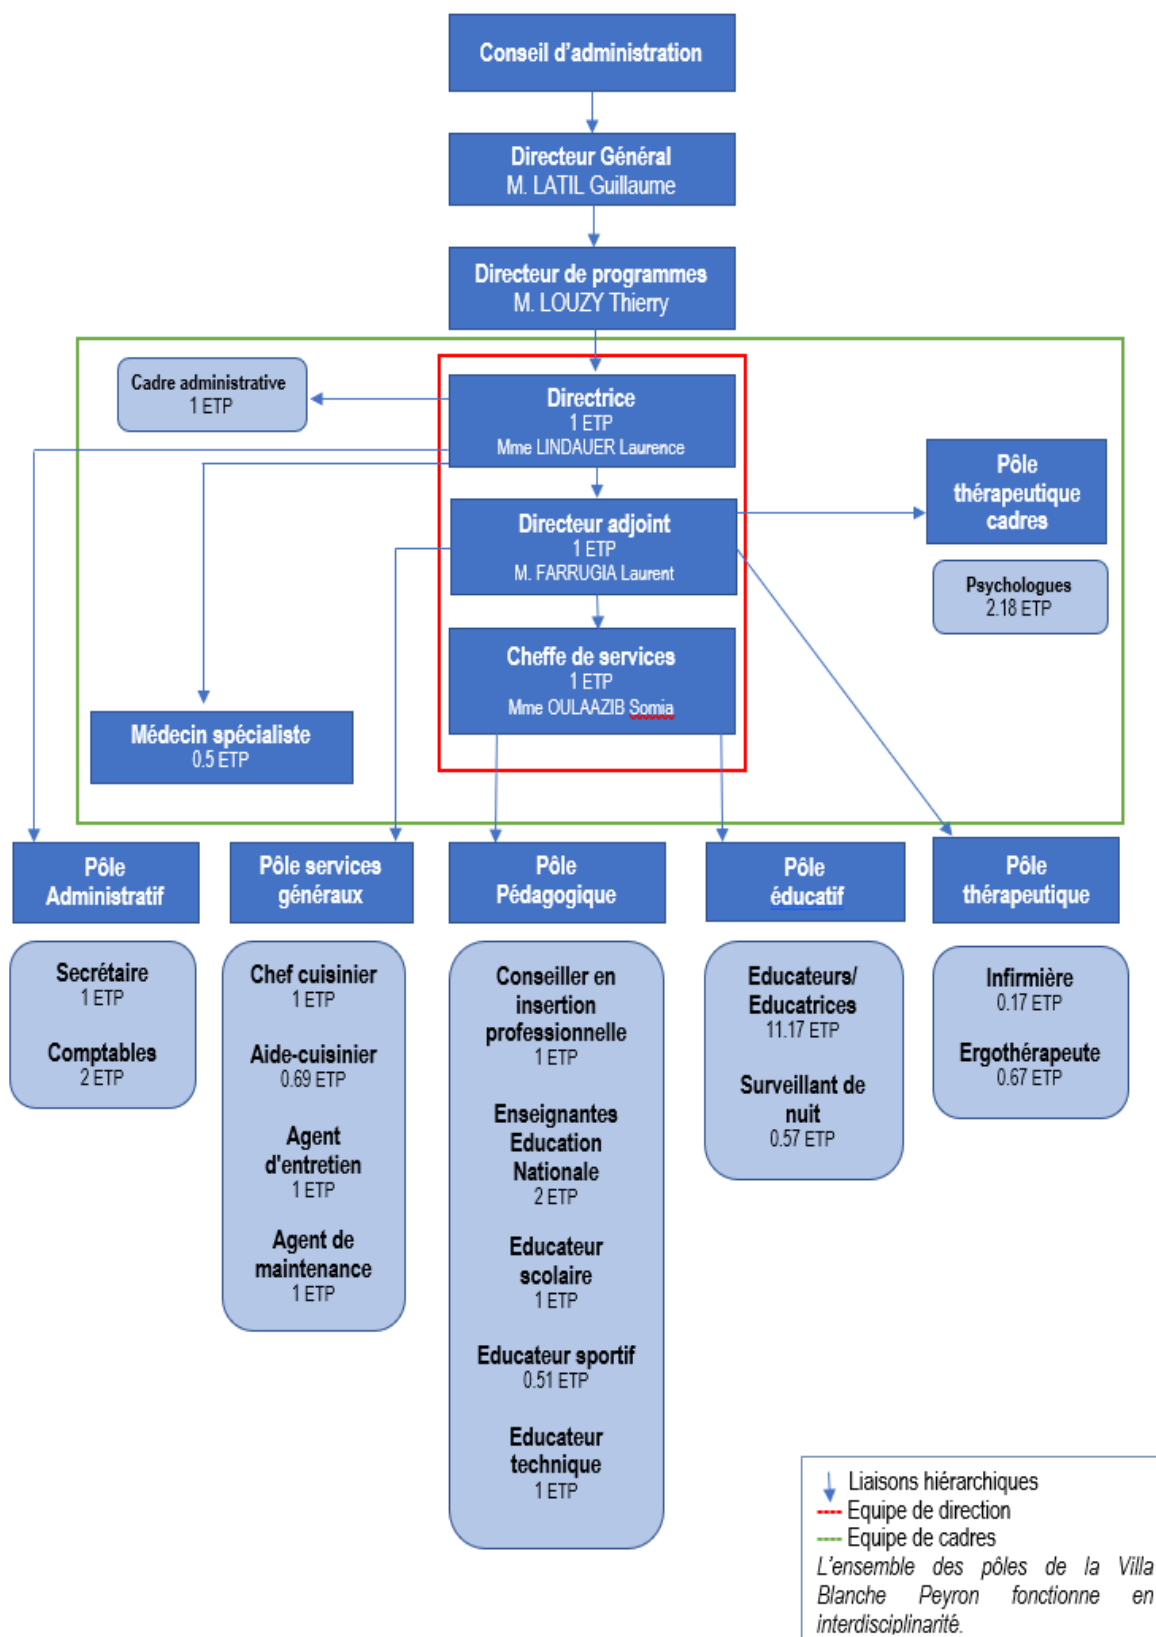 Conseil d'administration
Directeur Général
M. LATIL Guillaume
Directeur de programmes
M. LOUZY Thierry
Cadre administrative
1 ETP
Directrice
1 ETP
Mme LINDAUER Laurence
Pôle
thérapeutique
cadres
Directeur adjoint
1 ETP
M. FARRUGIA Laurent
Psychologues
2.18 ETP
Cheffe de services
1 ETP
Mme OULAAZIB Somia
Médecin spécialiste
0.5 ETP
Pôle
Administratif
Pôle services
généraux
Pôle
Pédagogique
Pôle
éducatif
Pôle
thérapeutique
Secrétaire
1 ETP
Comptables
2 ETP
Chef cuisinier
1 ETP
Aide-cuisinier
0.69 ETP
Agent
d'entretien
1 ETP
Agent de
maintenance
1 ETP
Conseiller en
insertion
professionnelle
1 ETP
Enseignantes
Education
Nationale
2 ETP
Educateur
scolaire
1 ETP
Educateur sportif
0.51 ETP
Educateur
technique
1 ETP
Educateurs/
Educatrices
11.17 ETP
Surveillant de
nuit
0.57 ETP
Infirmière
0.17 ETP
Ergothérapeute
0.67 ETP
Liaisons hiérarchiques
Equipe de direction
Equipe de cadres
L'ensemble des pôles de la Villa
Blanche Peyron fonctionne en
interdisciplinarité.